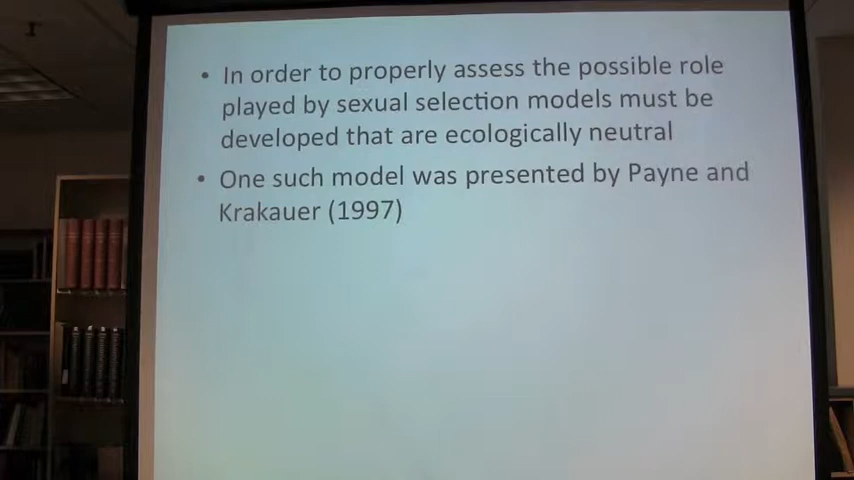 • In order to properly assess the possible role
played by sexual selection models must be
developed that are ecologically neutral
• One such model was presented by Payne and
Krakauer (1997)